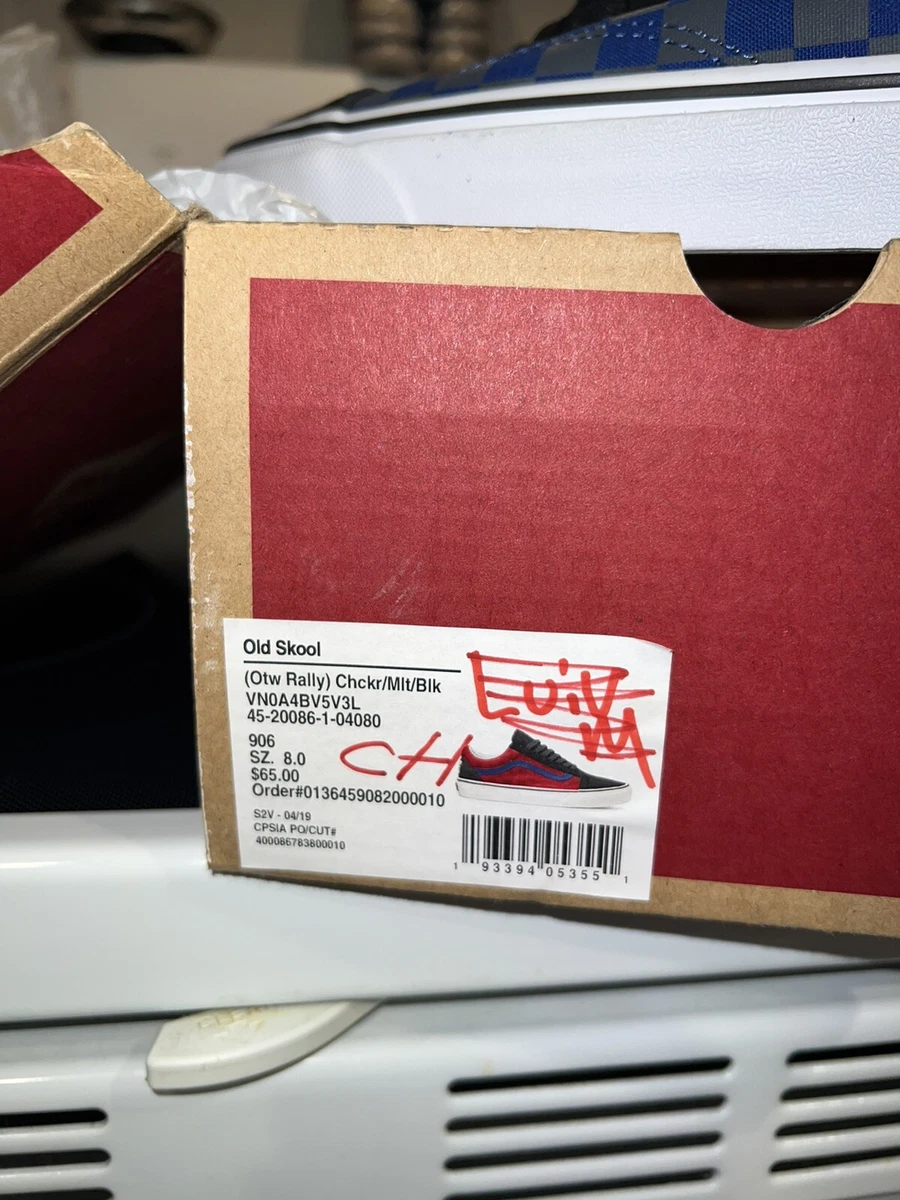 Old Skool
(Otw Rally) Chckr/Mlt/Blk
VN0A4BV5V3L
45-20086-1-04080
906
SZ. 8.0
$65.00
Order#0136459082000010
S2V - 04/19
CPSIA PO/CUT#
400086783800010
CH
1 93394 05355 1